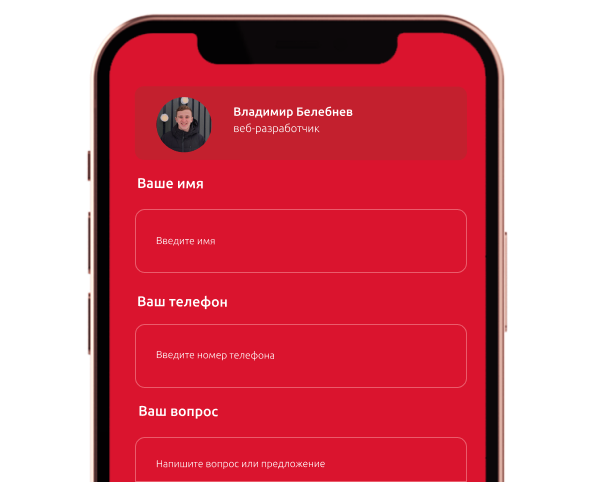 Владимир Белебнев
веб-разработчик
Ваше имя
Введите имя
Ваш телефон
Введите номер телефона
Ваш вопрос
Напишите вопрос или предложение